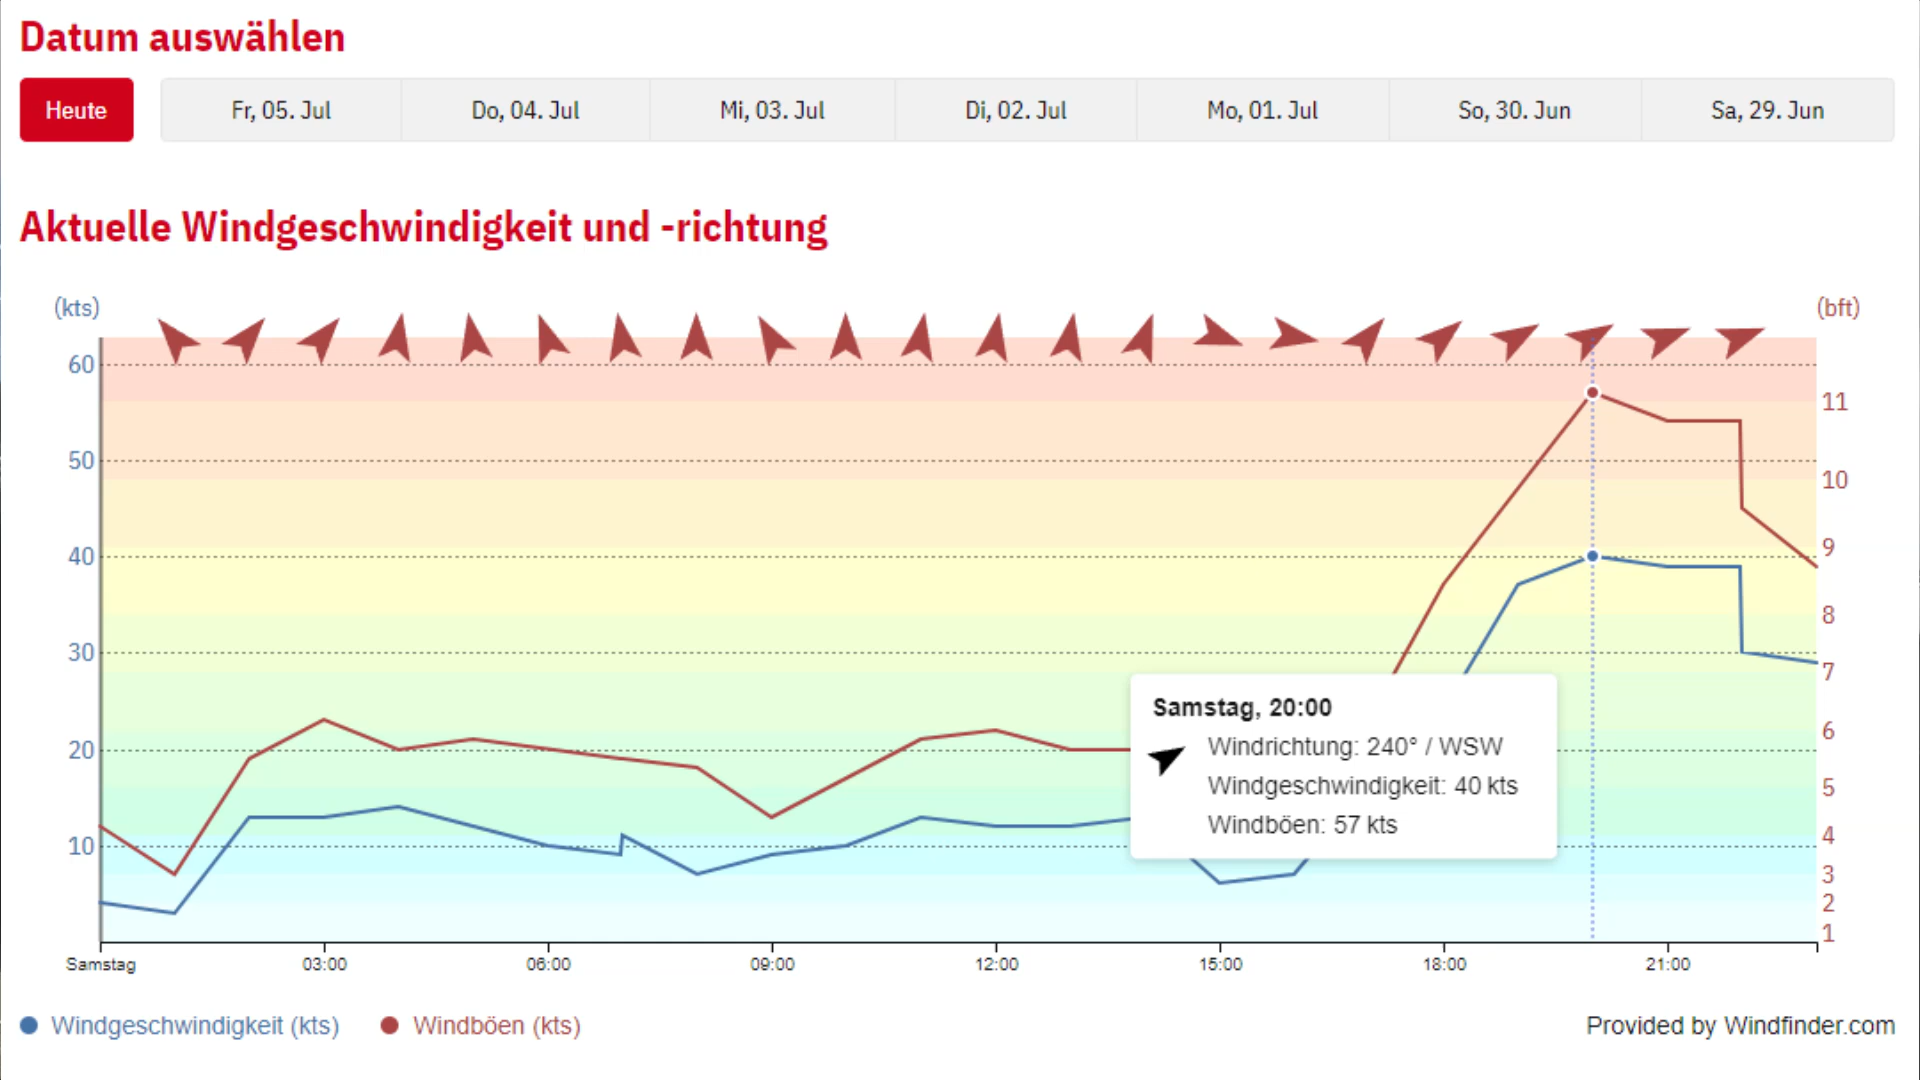 Datum auswählen
Heute
Fr, 05. Jul
Do, 04. Jul
Mi, 03. Jul
Di, 02. Jul
Mo, 01. Jul
So, 30. Jun
Sa, 29. Jun
Aktuelle Windgeschwindigkeit und -richtung
(kts)
(bft)
60
50
40
30
20
10
11
10
9
8
7
6
5
4
3
2
1
Samstag, 20:00
Windrichtung: 240° / WSW
Windgeschwindigkeit: 40 kts
Windböen: 57 kts
Samstag
03:00
06:00
09:00
12:00
15:00
18:00
21:00
Windgeschwindigkeit (kts)
Windböen (kts)
Provided by Windfinder.com